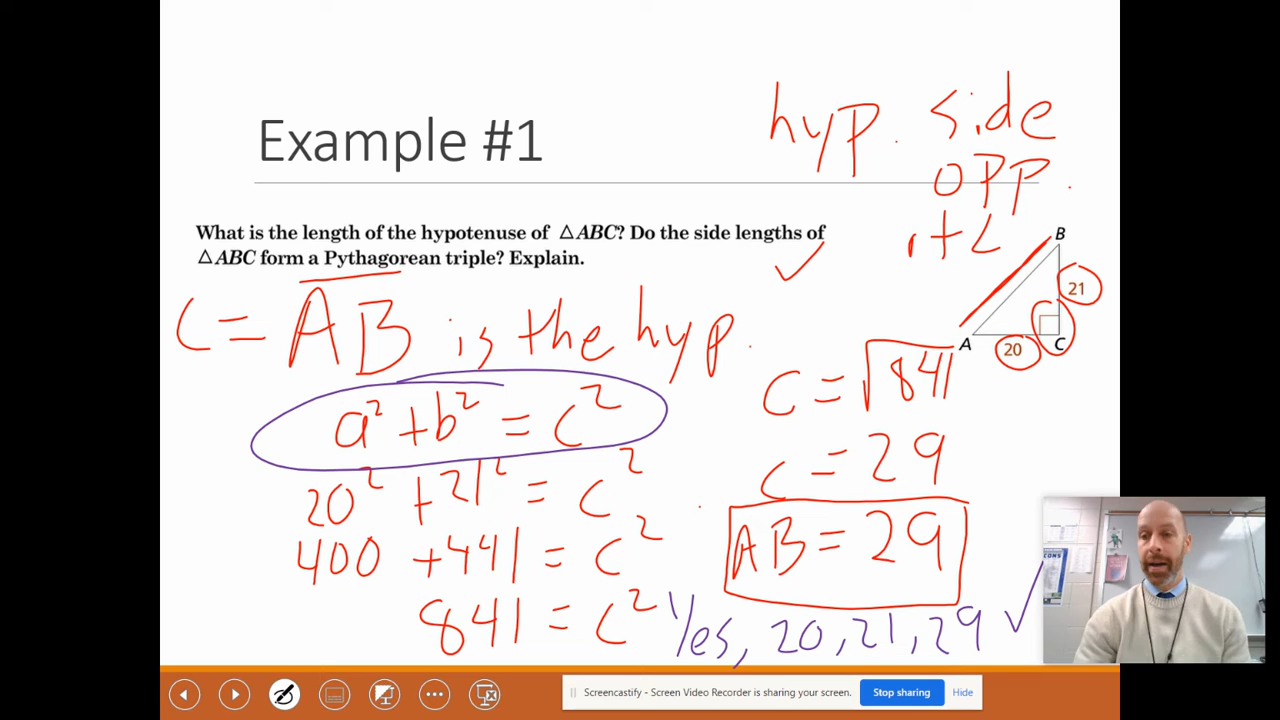 Example #1
hyp. side
opp.
rt ∠
What is the length of the hypotenuse of △ABC? Do the side lengths of
△ABC form a Pythagorean triple? Explain.
B
21
A
20
C
c = AB is the hyp.
a² + b² = c²
20² + 21² = c²
400 + 441 = c²
841 = c²
c = √841
c = 29
AB = 29
Yes, 20, 21, 29 ✓
Screencastify - Screen Video Recorder is sharing your screen.
Stop sharing
Hide